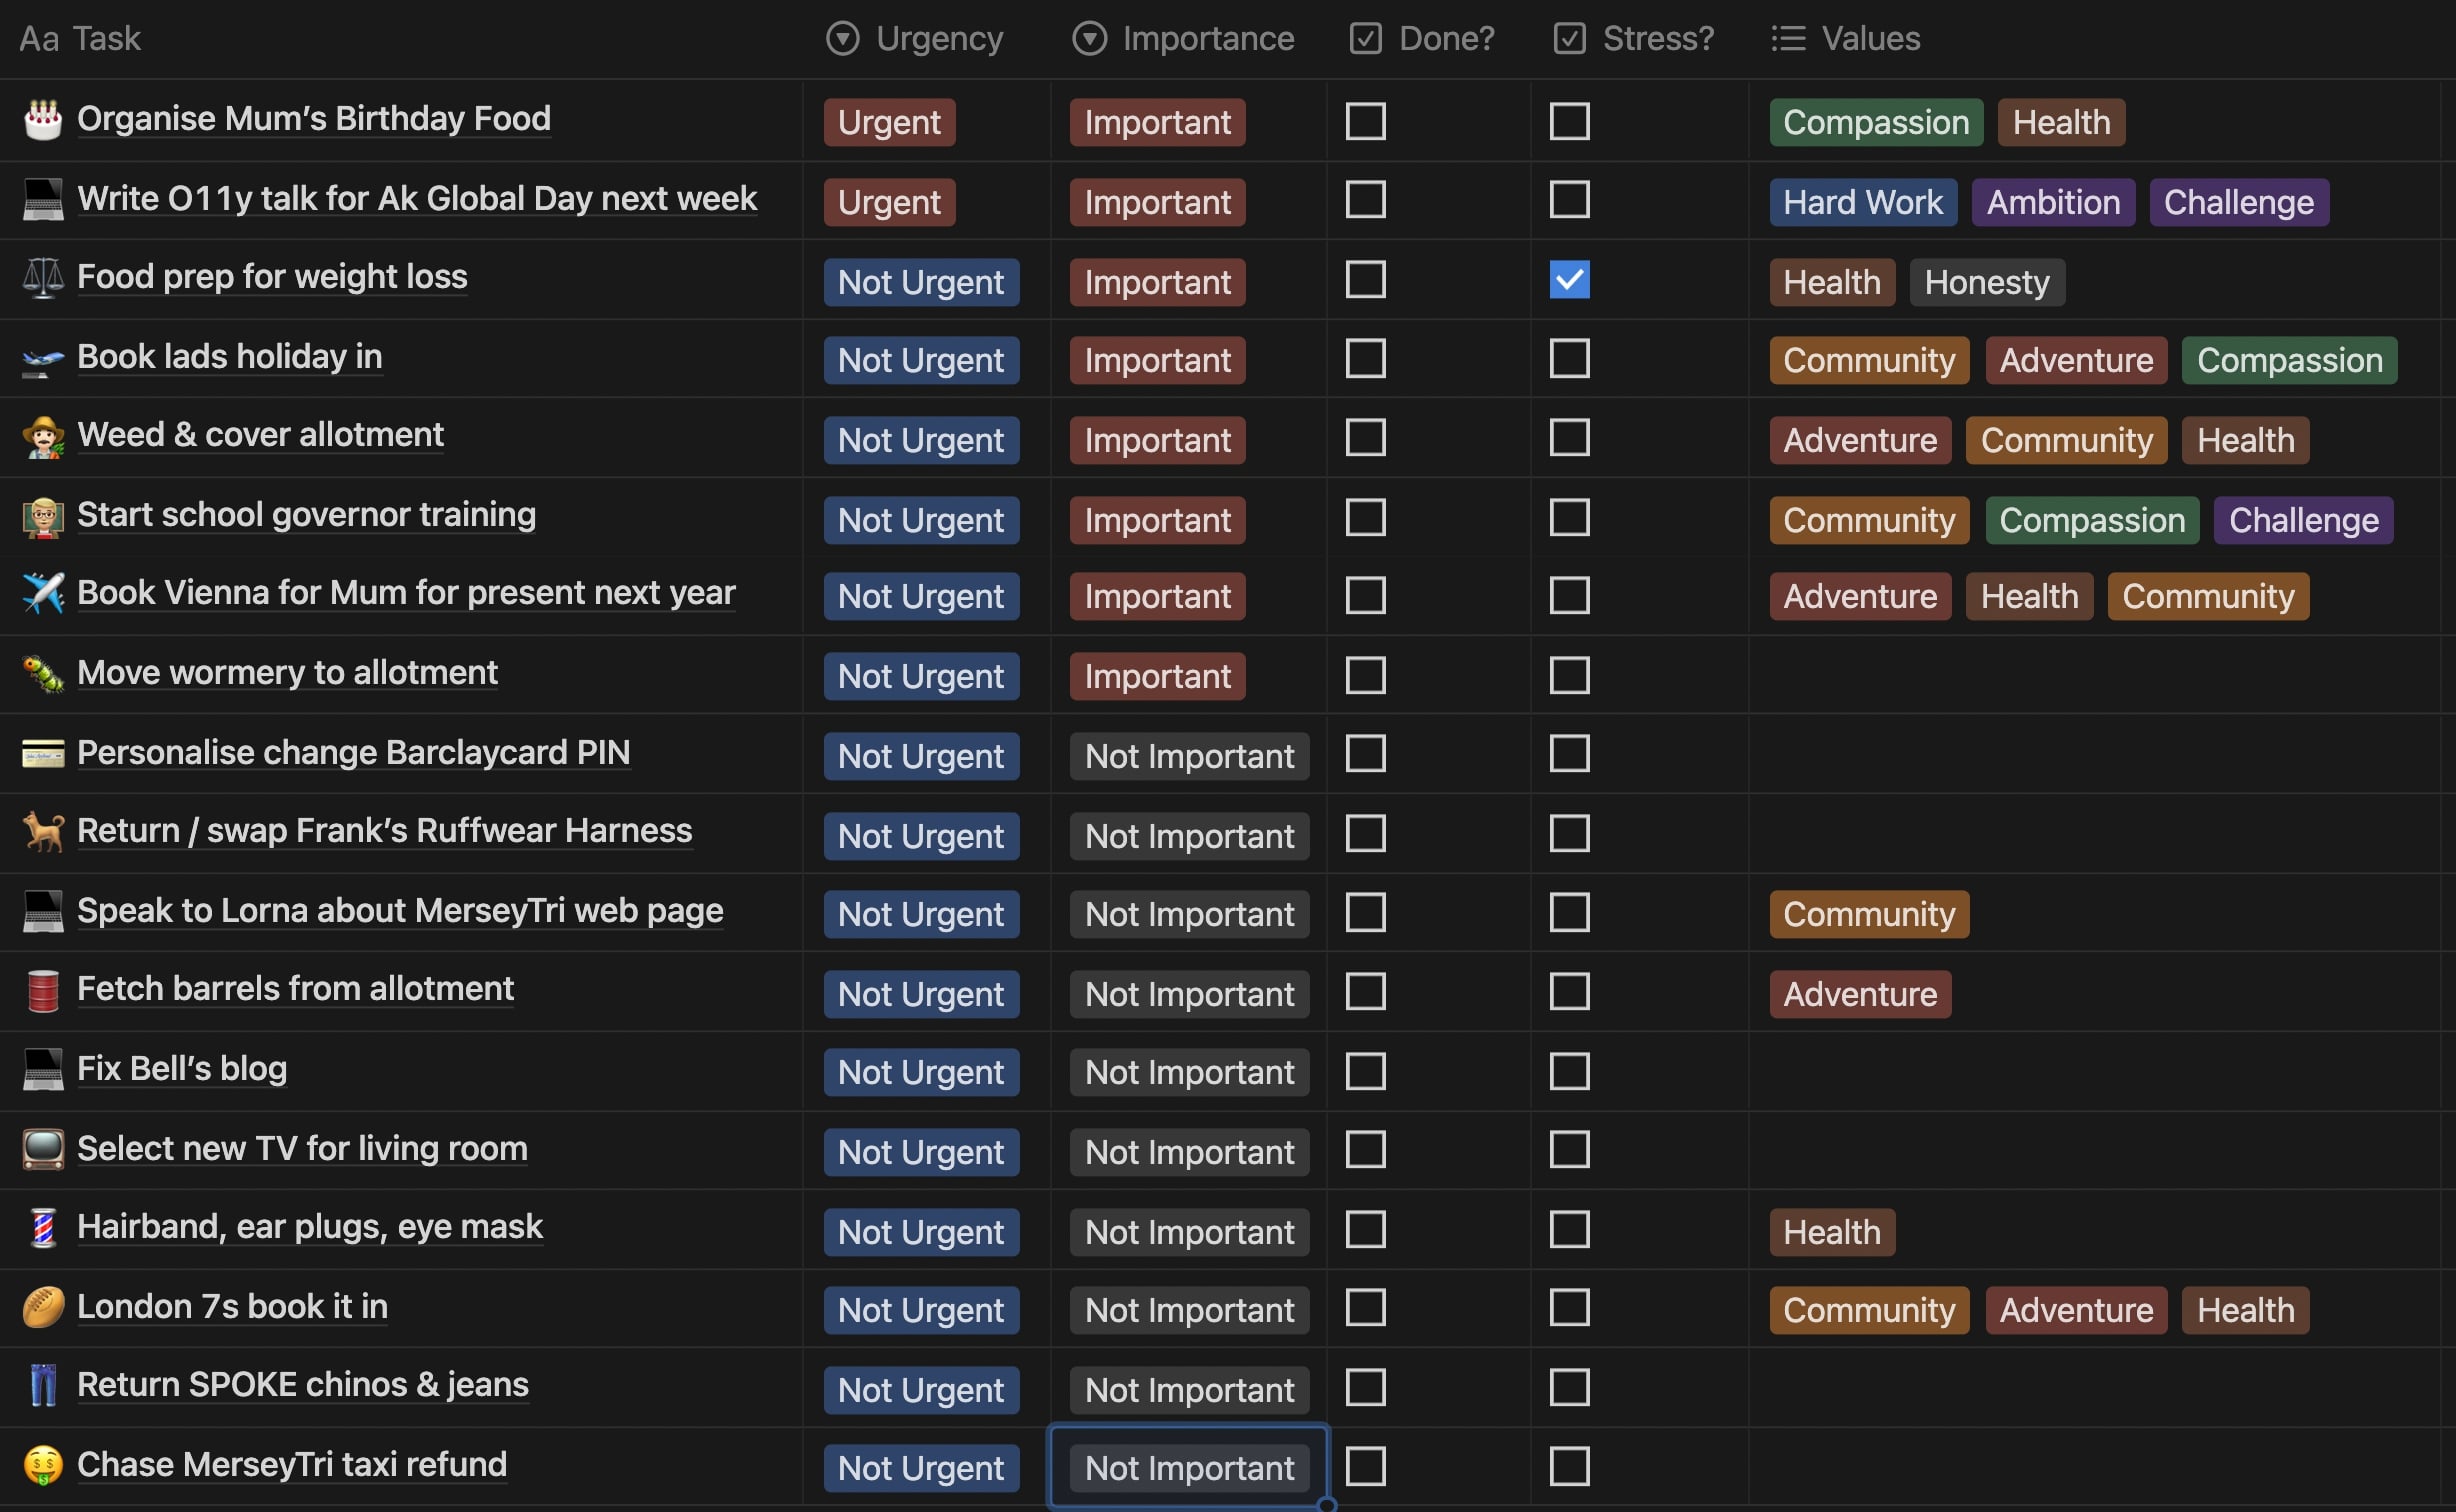 Aa Task Urgency Importance Done? Stress? Values
Organise Mum’s Birthday Food Urgent Important Compassion Health
Write O11y talk for Ak Global Day next week Urgent Important Hard Work Ambition Challenge
Food prep for weight loss Not Urgent Important Health Honesty
Book lads holiday in Not Urgent Important Community Adventure Compassion
Weed & cover allotment Not Urgent Important Adventure Community Health
Start school governor training Not Urgent Important Community Compassion Challenge
Book Vienna for Mum for present next year Not Urgent Important Adventure Health Community
Move wormery to allotment Not Urgent Important
Personalise change Barclaycard PIN Not Urgent Not Important
Return / swap Frank’s Ruffwear Harness Not Urgent Not Important
Speak to Lorna about MerseyTri web page Not Urgent Not Important Community
Fetch barrels from allotment Not Urgent Not Important Adventure
Fix Bell’s blog Not Urgent Not Important
Select new TV for living room Not Urgent Not Important
Hairband, ear plugs, eye mask Not Urgent Not Important Health
London 7s book it in Not Urgent Not Important Community Adventure Health
Return SPOKE chinos & jeans Not Urgent Not Important
Chase MerseyTri taxi refund Not Urgent Not Important